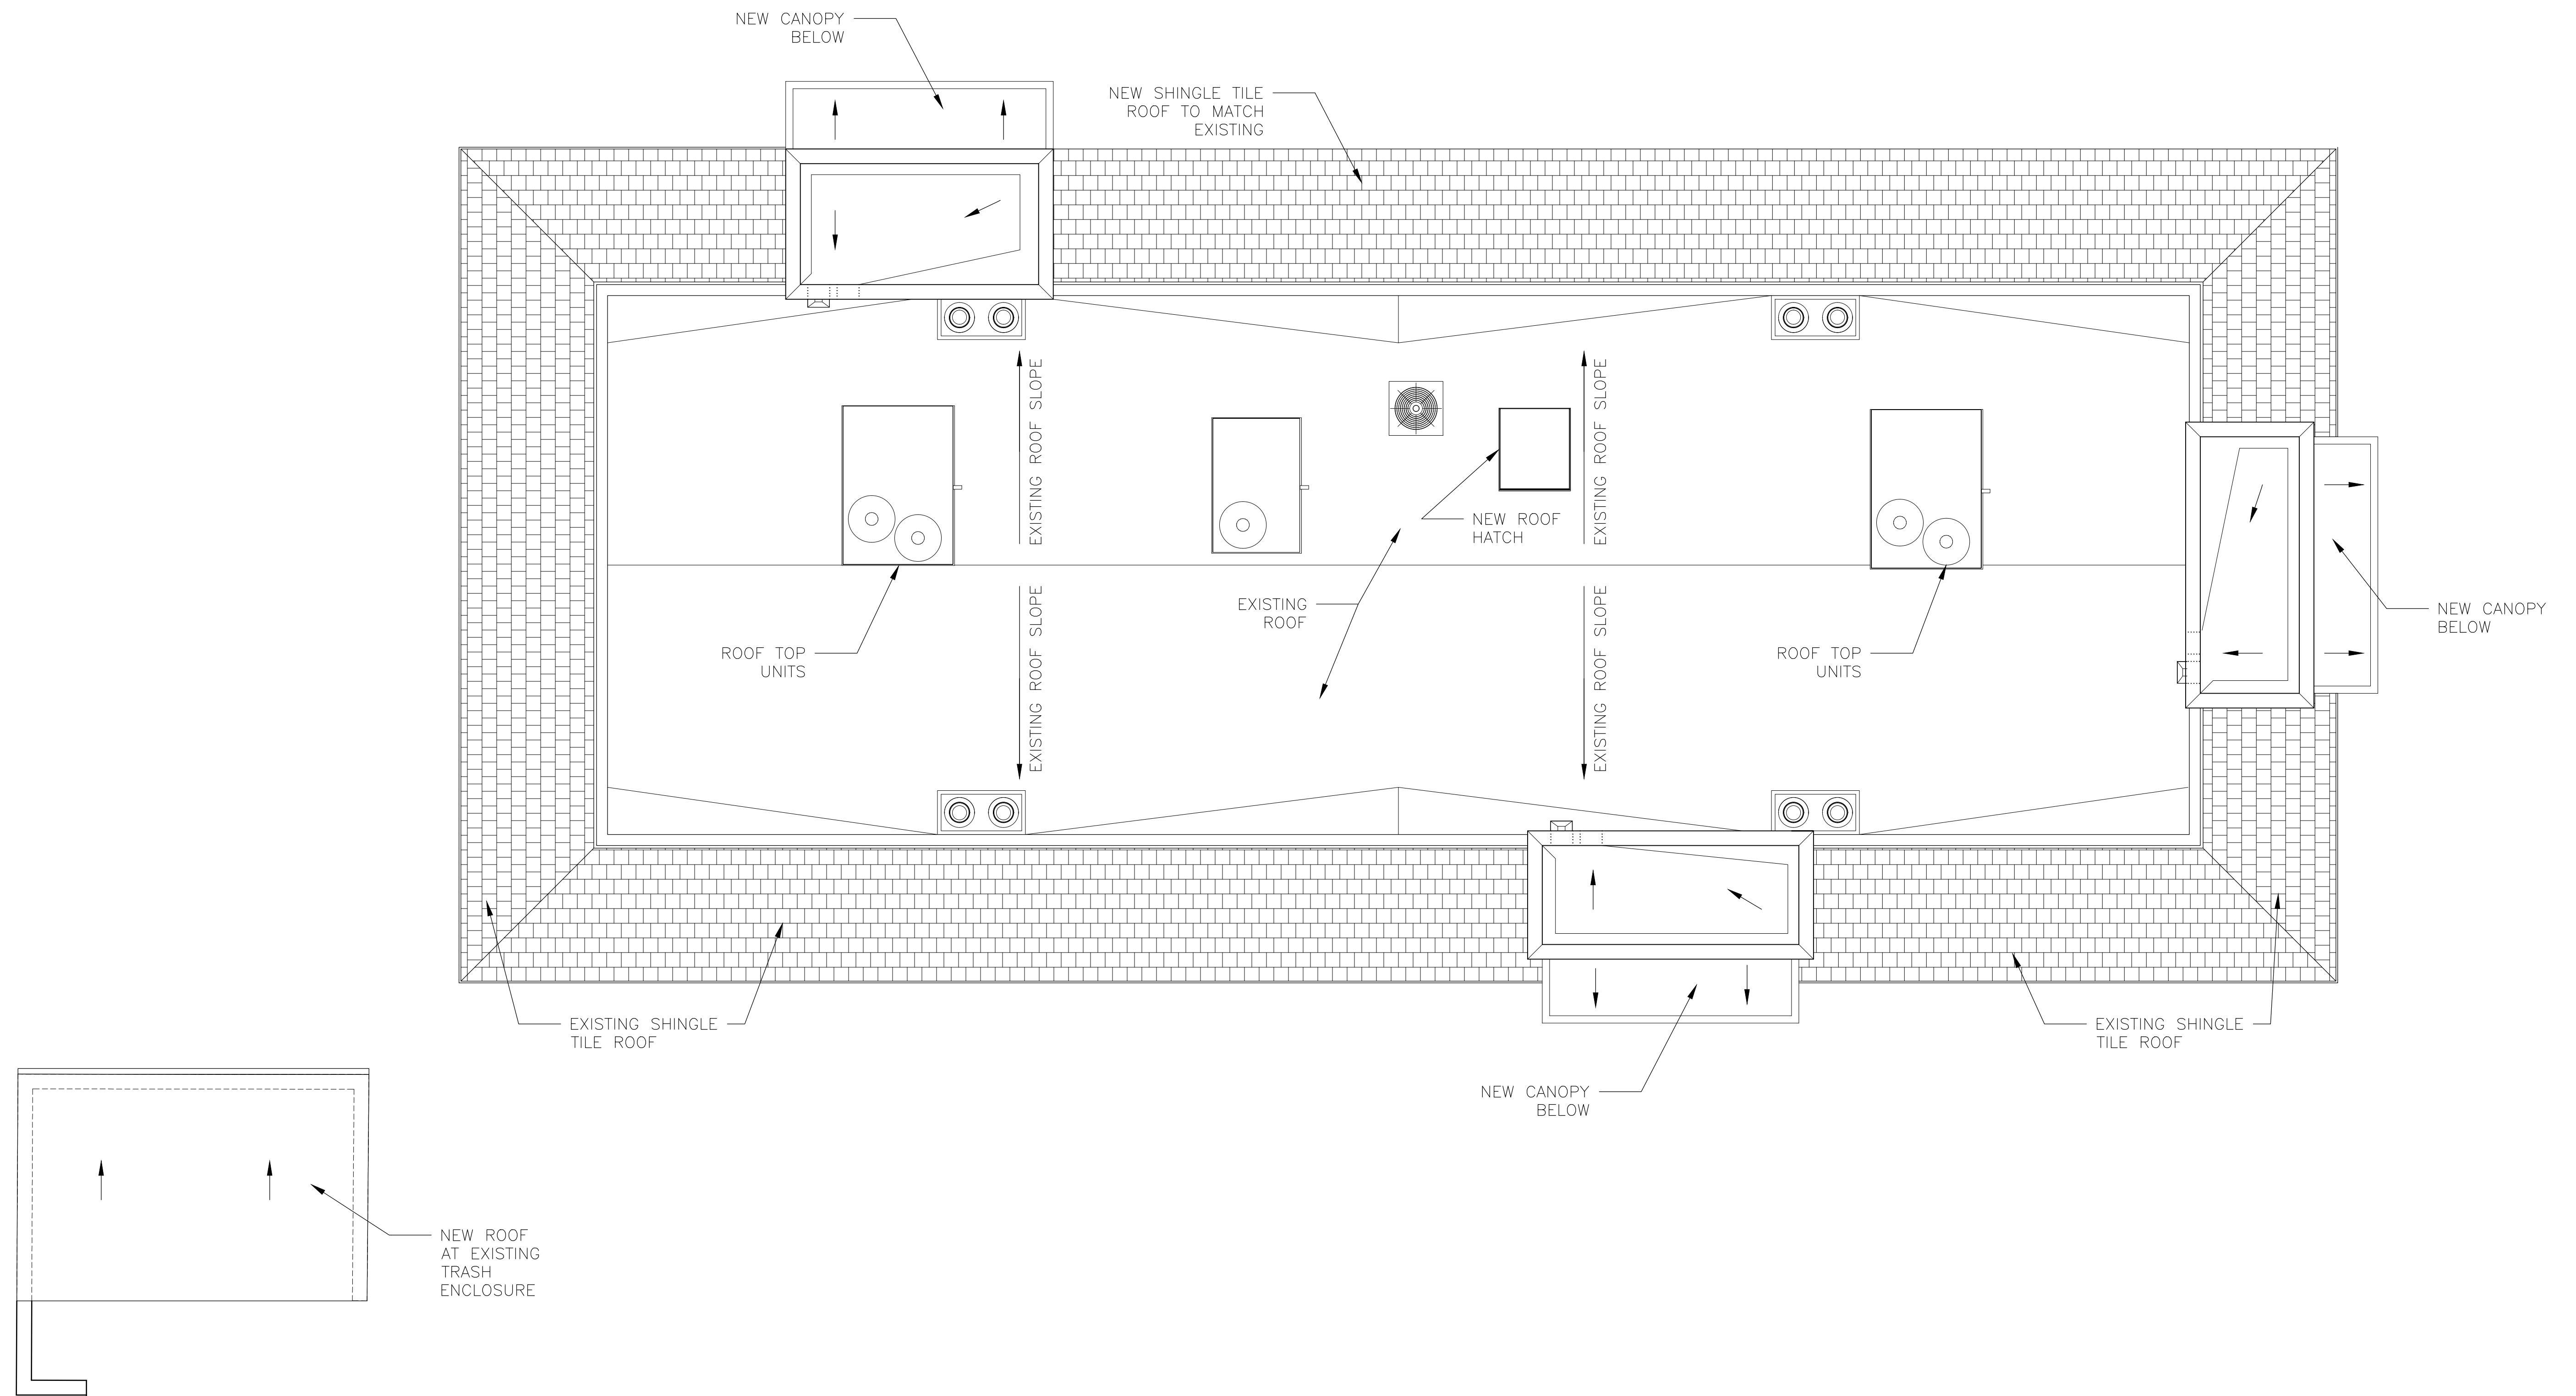 NEW CANOPY
BELOW
NEW SHINGLE TILE
ROOF TO MATCH
EXISTING
EXISTING ROOF SLOPE
EXISTING ROOF SLOPE
NEW ROOF
HATCH
EXISTING
ROOF
EXISTING ROOF SLOPE
EXISTING ROOF SLOPE
NEW CANOPY
BELOW
ROOF TOP
UNITS
ROOF TOP
UNITS
EXISTING SHINGLE
TILE ROOF
EXISTING SHINGLE
TILE ROOF
NEW CANOPY
BELOW
NEW ROOF
AT EXISTING
TRASH
ENCLOSURE